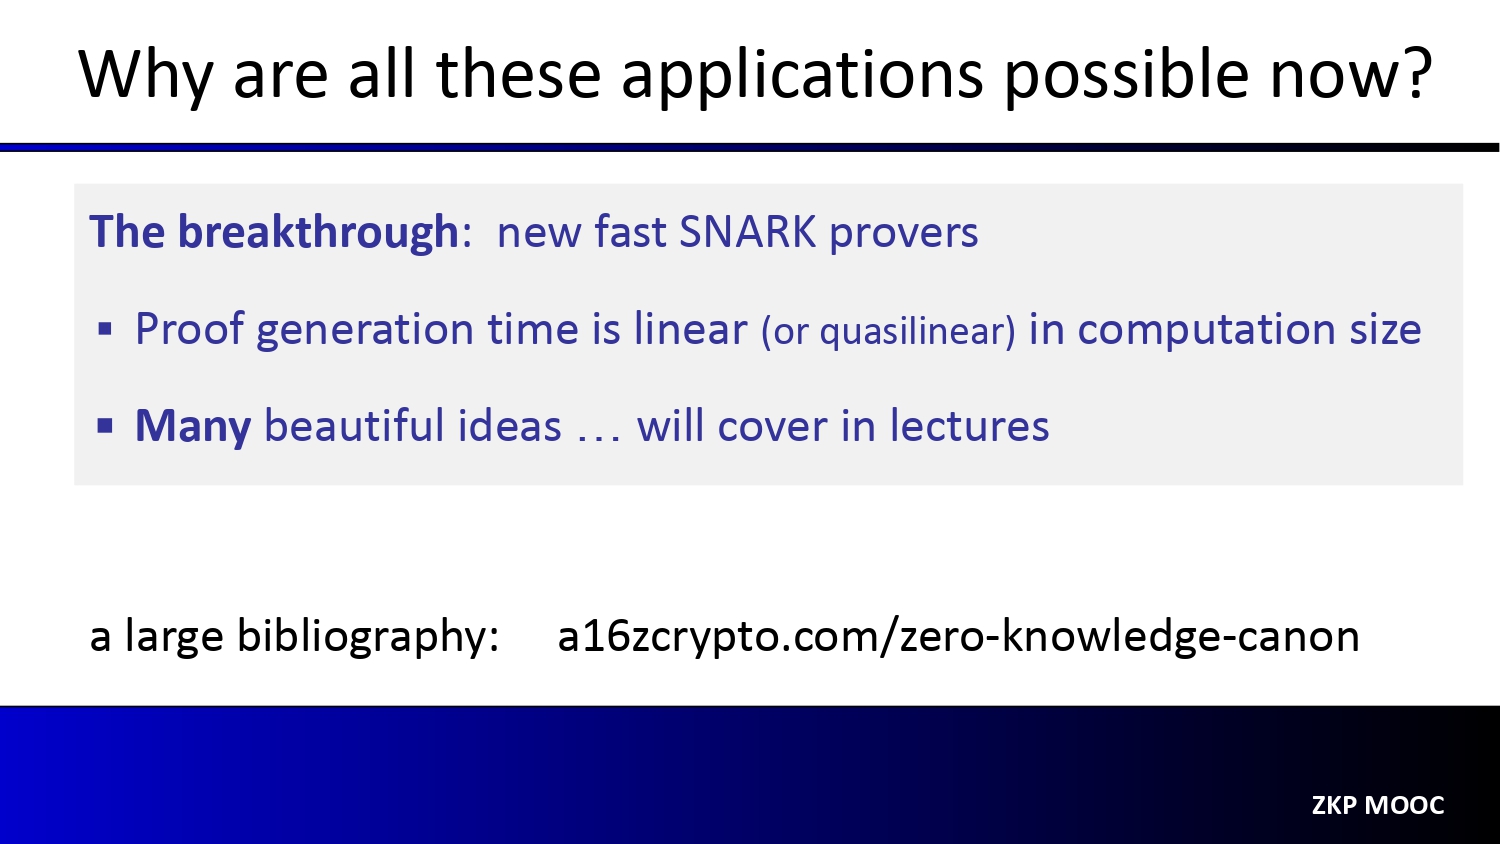 Why are all these applications possible now?
The breakthrough: new fast SNARK provers
▪ Proof generation time is linear (or quasilinear) in computation size
▪ Many beautiful ideas … will cover in lectures
a large bibliography: a16zcrypto.com/zero-knowledge-canon
ZKP MOOC